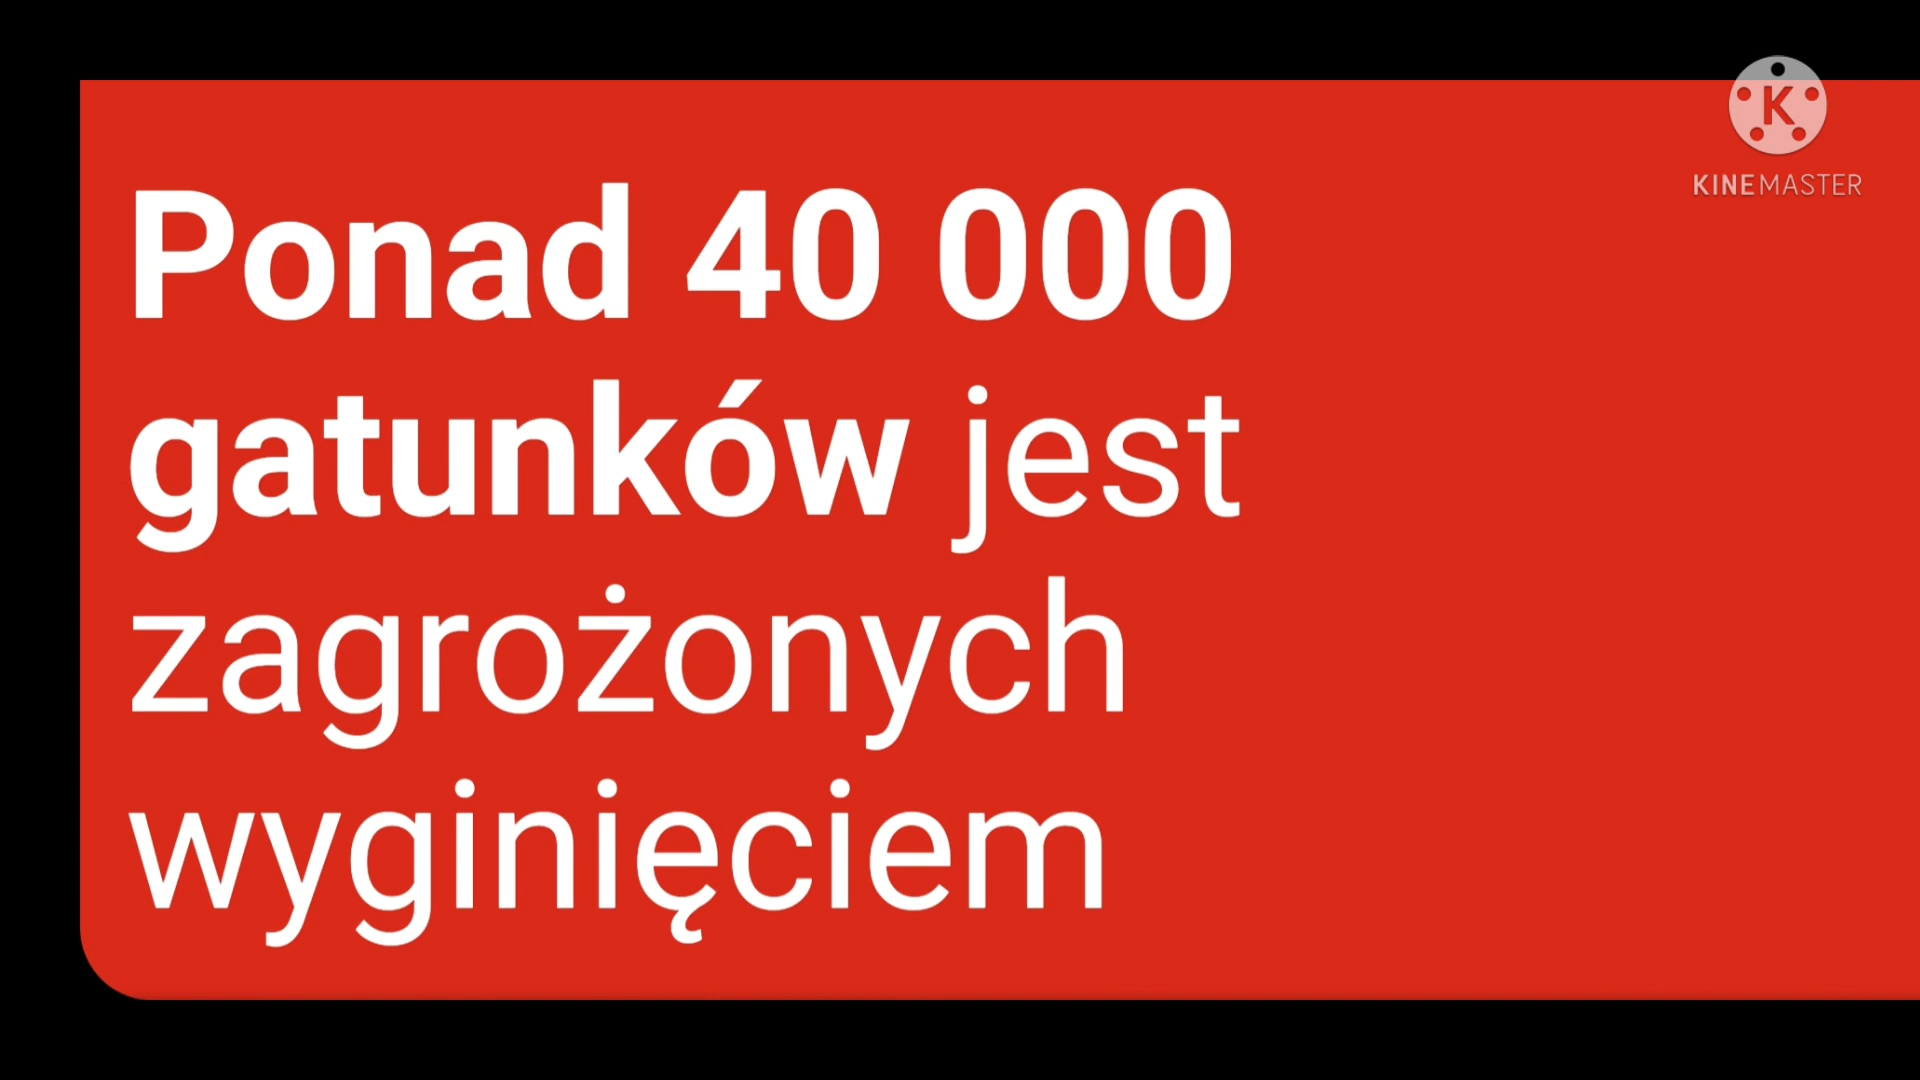 Ponad 40 000
gatunków jest
zagrożonych
wyginięciem
K
KINEMASTER